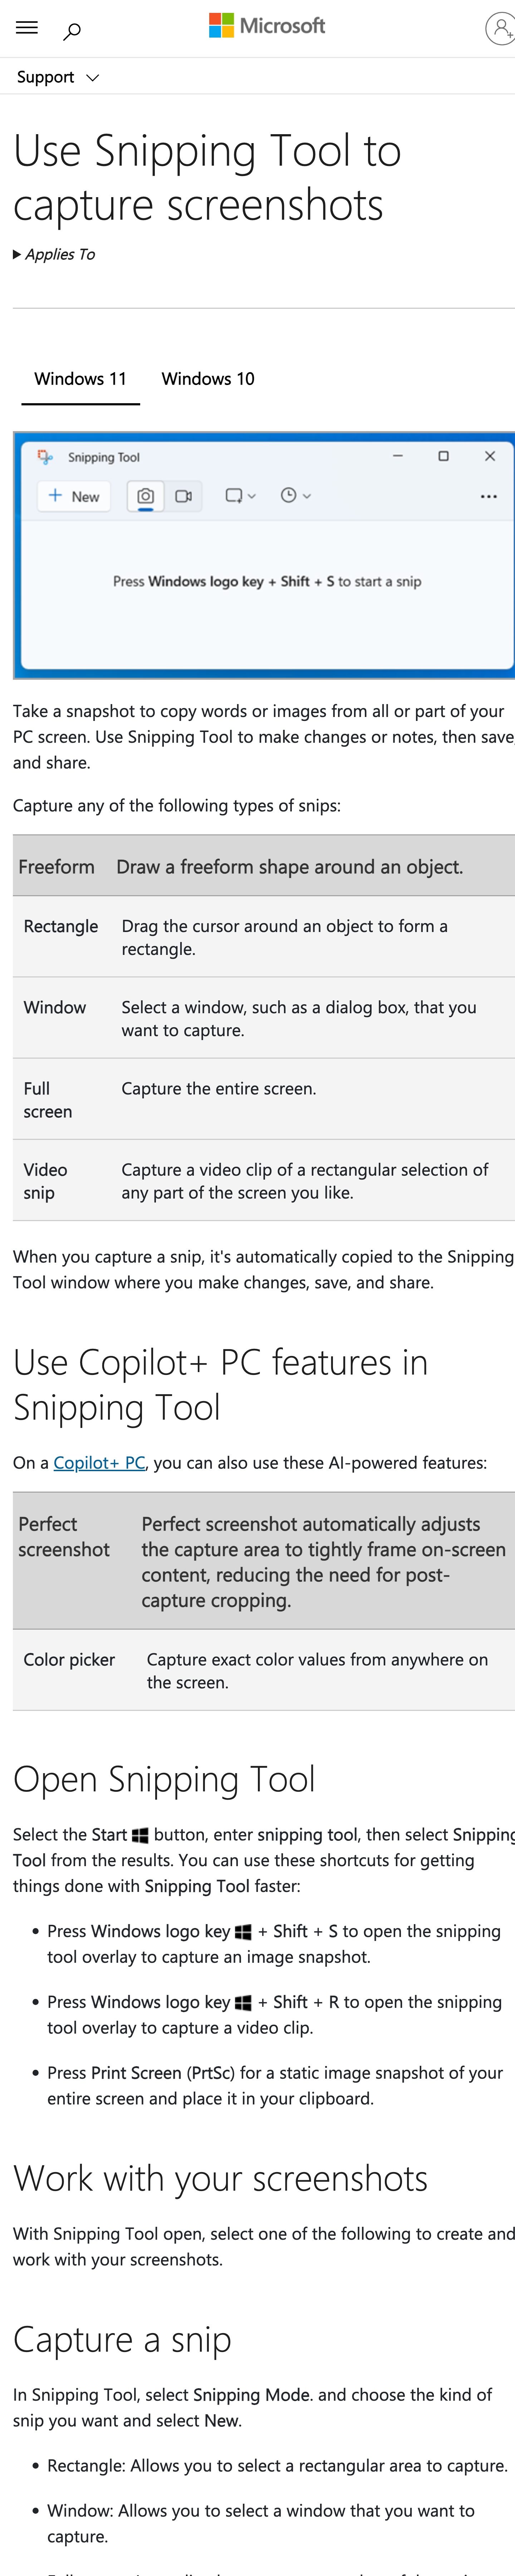 Microsoft
Support
Use Snipping Tool to
capture screenshots
Applies To
Windows 11 Windows 10
Snipping Tool
New
Press Windows logo key + Shift + S to start a snip
Take a snapshot to copy words or images from all or part of your
PC screen. Use Snipping Tool to make changes or notes, then save,
and share.
Capture any of the following types of snips:
Freeform Draw a freeform shape around an object.
Rectangle Drag the cursor around an object to form a
rectangle.
Window Select a window, such as a dialog box, that you
want to capture.
Full Capture the entire screen.
screen
Video Capture a video clip of a rectangular selection of
snip any part of the screen you like.
When you capture a snip, it's automatically copied to the Snipping
Tool window where you make changes, save, and share.
Use Copilot+ PC features in
Snipping Tool
On a Copilot+ PC, you can also use these AI-powered features:
Perfect Perfect screenshot automatically adjusts
screenshot the capture area to tightly frame on-screen
content, reducing the need for post-
capture cropping.
Color picker Capture exact color values from anywhere on
the screen.
Open Snipping Tool
Select the Start button, enter snipping tool, then select Snipping
Tool from the results. You can use these shortcuts for getting
things done with Snipping Tool faster:
• Press Windows logo key + Shift + S to open the snipping
tool overlay to capture an image snapshot.
• Press Windows logo key + Shift + R to open the snipping
tool overlay to capture a video clip.
• Press Print Screen (PrtSc) for a static image snapshot of your
entire screen and place it in your clipboard.
Work with your screenshots
With Snipping Tool open, select one of the following to create and
work with your screenshots.
Capture a snip
In Snipping Tool, select Snipping Mode. and choose the kind of
snip you want and select New.
• Rectangle: Allows you to select a rectangular area to capture.
• Window: Allows you to select a window that you want to
capture.